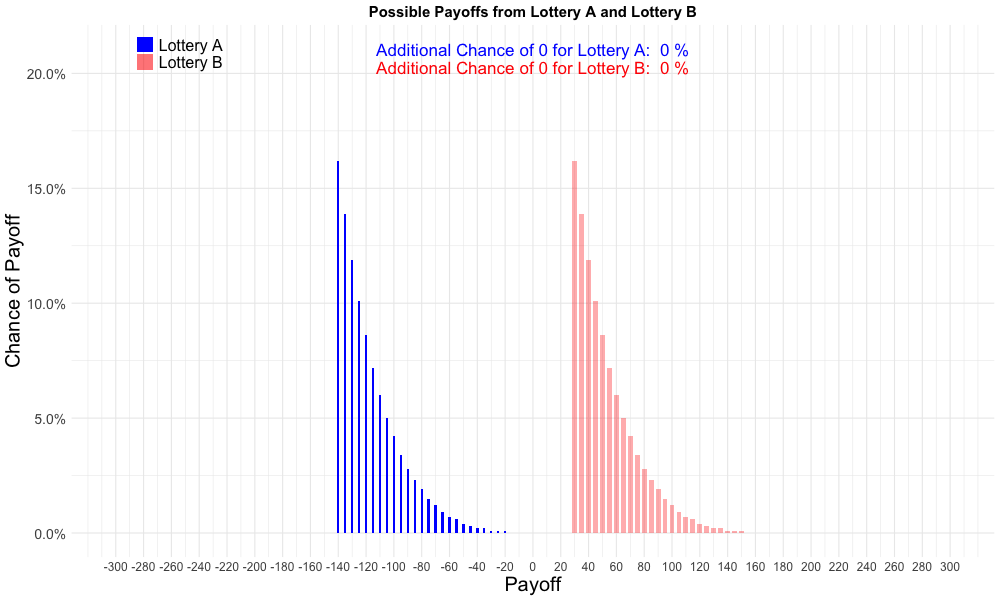 Possible Payoffs from Lottery A and Lottery B
Lottery A
Lottery B
Additional Chance of 0 for Lottery A:  0 %
Additional Chance of 0 for Lottery B:  0 %
Chance of Payoff
20.0%
15.0%
10.0%
5.0%
0.0%
-300 -280 -260 -240 -220 -200 -180 -160 -140 -120 -100 -80 -60 -40 -20 0 20 40 60 80 100 120 140 160 180 200 220 240 260 280 300
Payoff